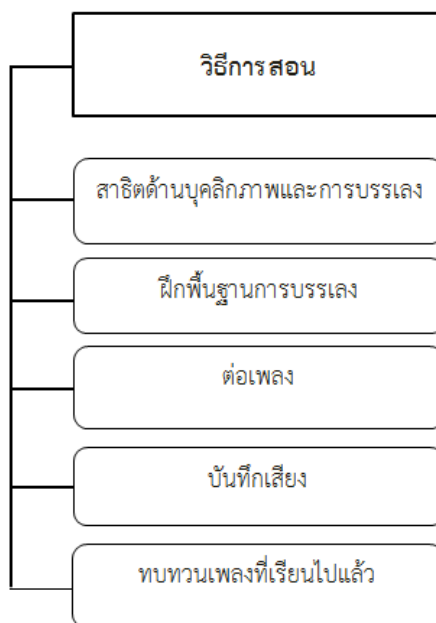 วิธีการสอน
สาธิตด้านบุคลิกภาพและการบรรเลง
ฝึกพื้นฐานการบรรเลง
ต่อเพลง
บันทึกเสียง
ทบทวนเพลงที่เรียนไปแล้ว